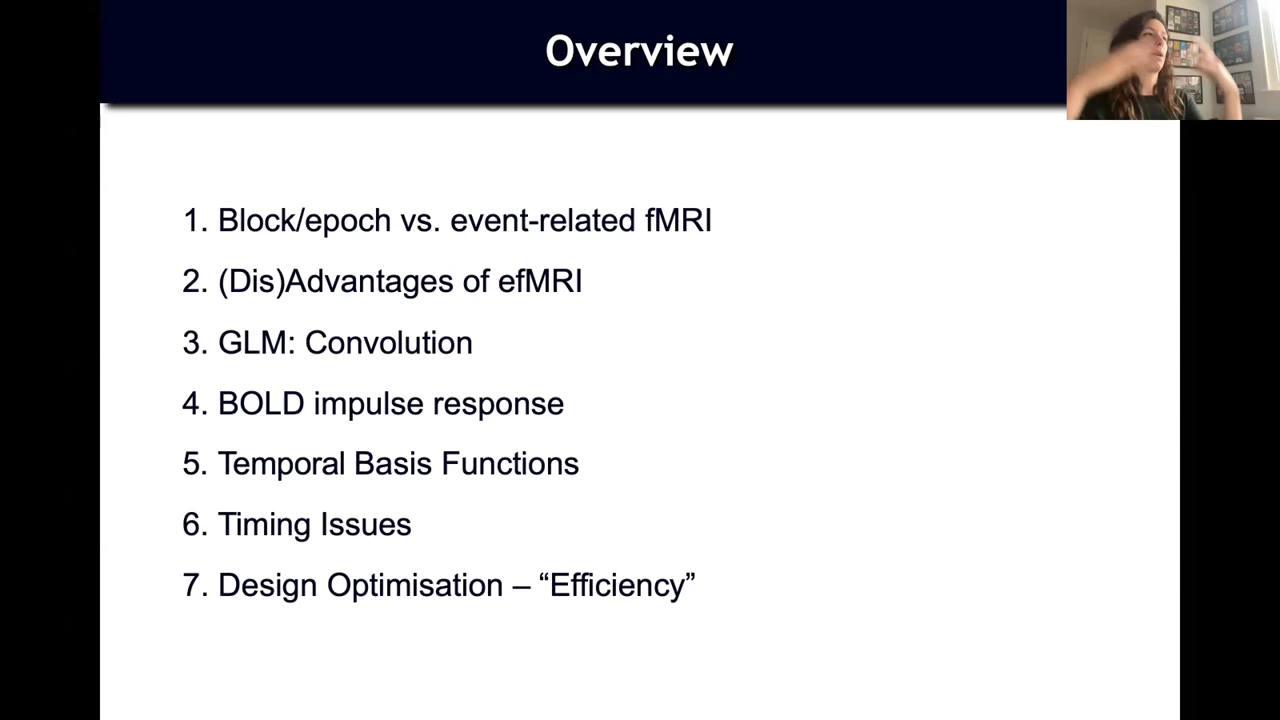 Overview
1. Block/epoch vs. event-related fMRI
2. (Dis)Advantages of efMRI
3. GLM: Convolution
4. BOLD impulse response
5. Temporal Basis Functions
6. Timing Issues
7. Design Optimisation – “Efficiency”